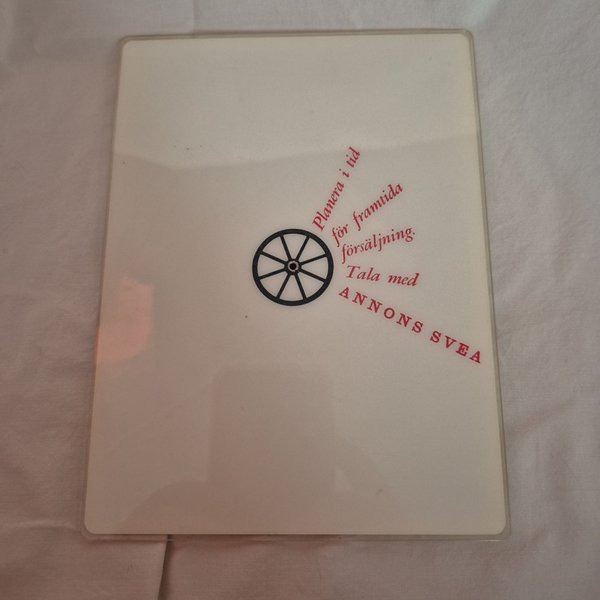 Planera i tid
för framtida
försäljning.
Tala med
ANNONS SVEA